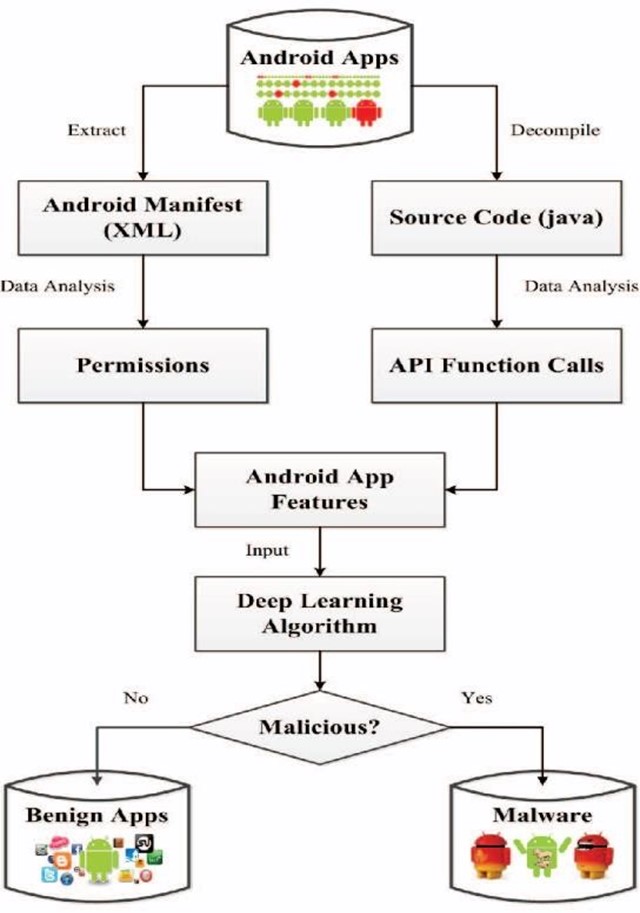 Android Apps
Extract
Decompile
Android Manifest
(XML)
Source Code (java)
Data Analysis
Data Analysis
Permissions
API Function Calls
Android App
Features
Input
Deep Learning
Algorithm
No
Yes
Malicious?
Benign Apps
Malware